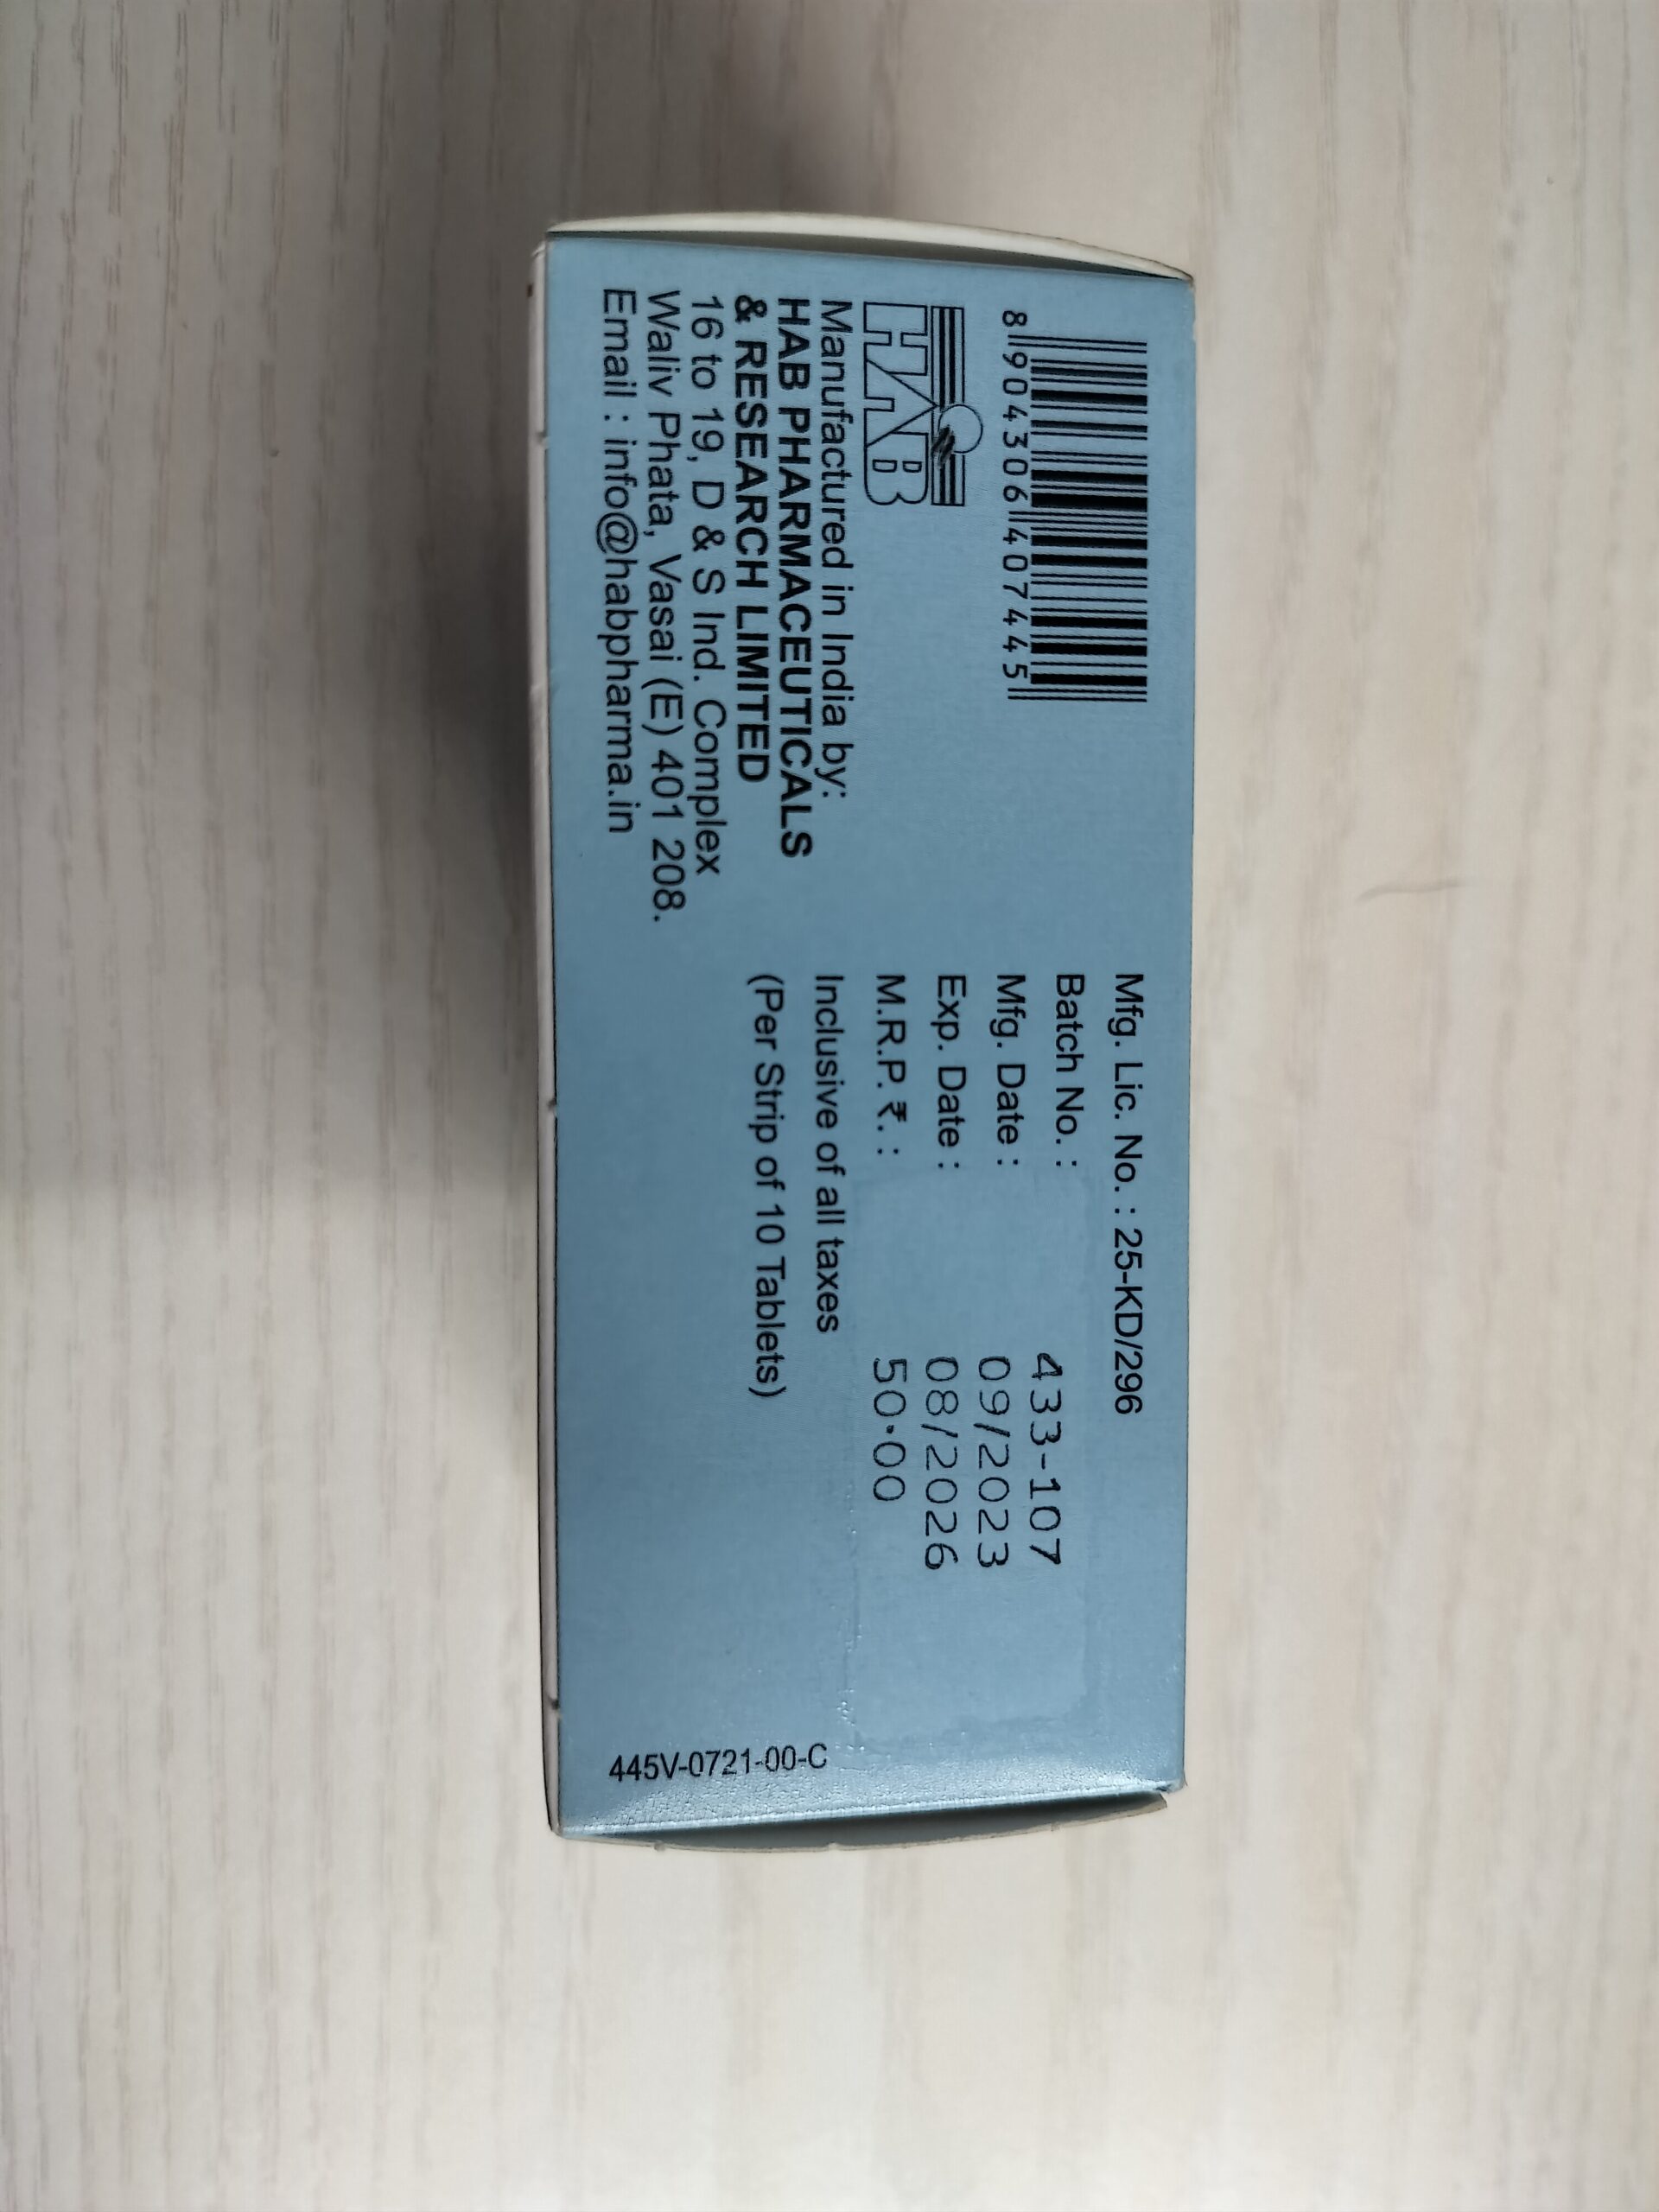 8 904306 407445
HAB
Manufactured in India by:
HAB PHARMACEUTICALS
& RESEARCH LIMITED
16 to 19, D & S Ind. Complex
Waliv Phata, Vasai (E) 401 208.
Email : info@habpharma.in
Mfg. Lic. No. : 25-KD/296
Batch No. : 433-107
Mfg. Date : 09/2023
Exp. Date : 08/2026
M.R.P. ₹. : 50.00
Inclusive of all taxes
(Per Strip of 10 Tablets)
445V-0721-00-C